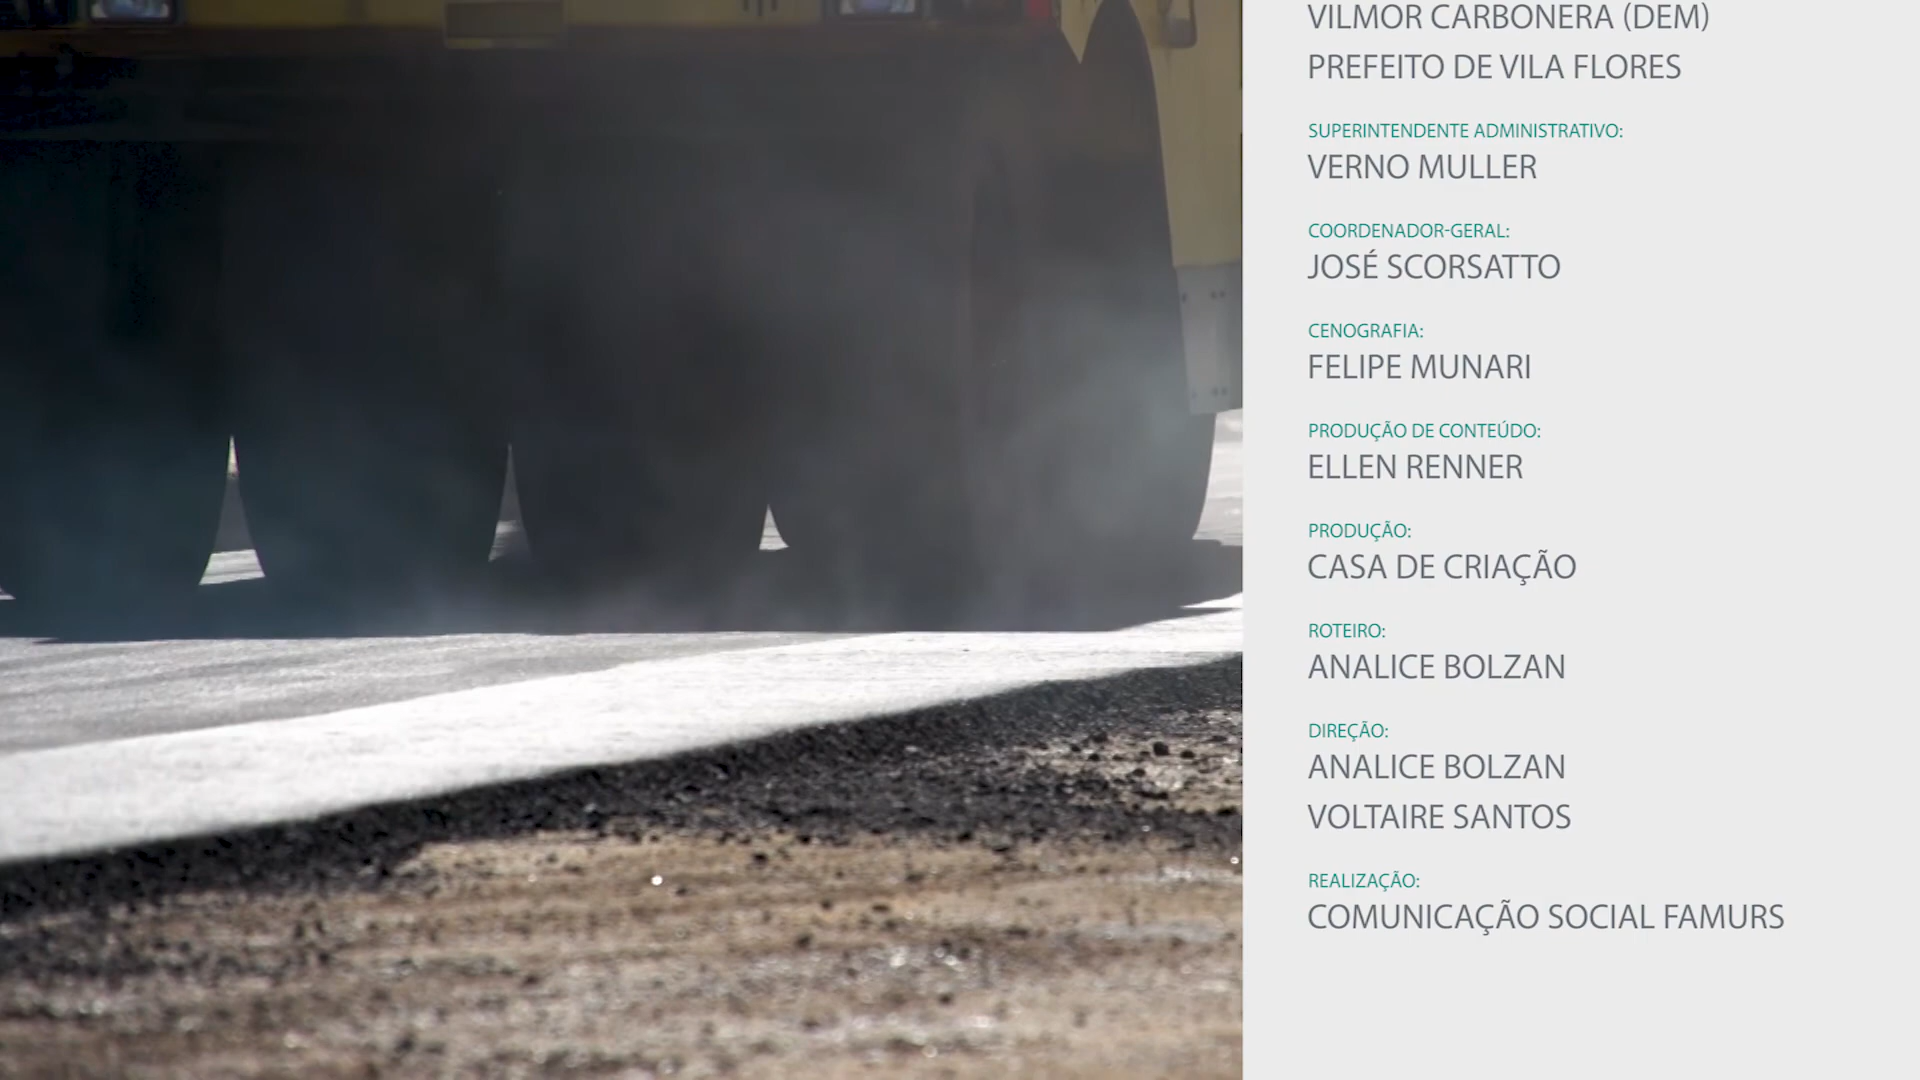 VILMOR CARBONERA (DEM)
PREFEITO DE VILA FLORES
SUPERINTENDENTE ADMINISTRATIVO:
VERNO MULLER
COORDENADOR-GERAL:
JOSÉ SCORSATTO
CENOGRAFIA:
FELIPE MUNARI
PRODUÇÃO DE CONTEÚDO:
ELLEN RENNER
PRODUÇÃO:
CASA DE CRIAÇÃO
ROTEIRO:
ANALICE BOLZAN
DIREÇÃO:
ANALICE BOLZAN
VOLTAIRE SANTOS
REALIZAÇÃO:
COMUNICAÇÃO SOCIAL FAMURS